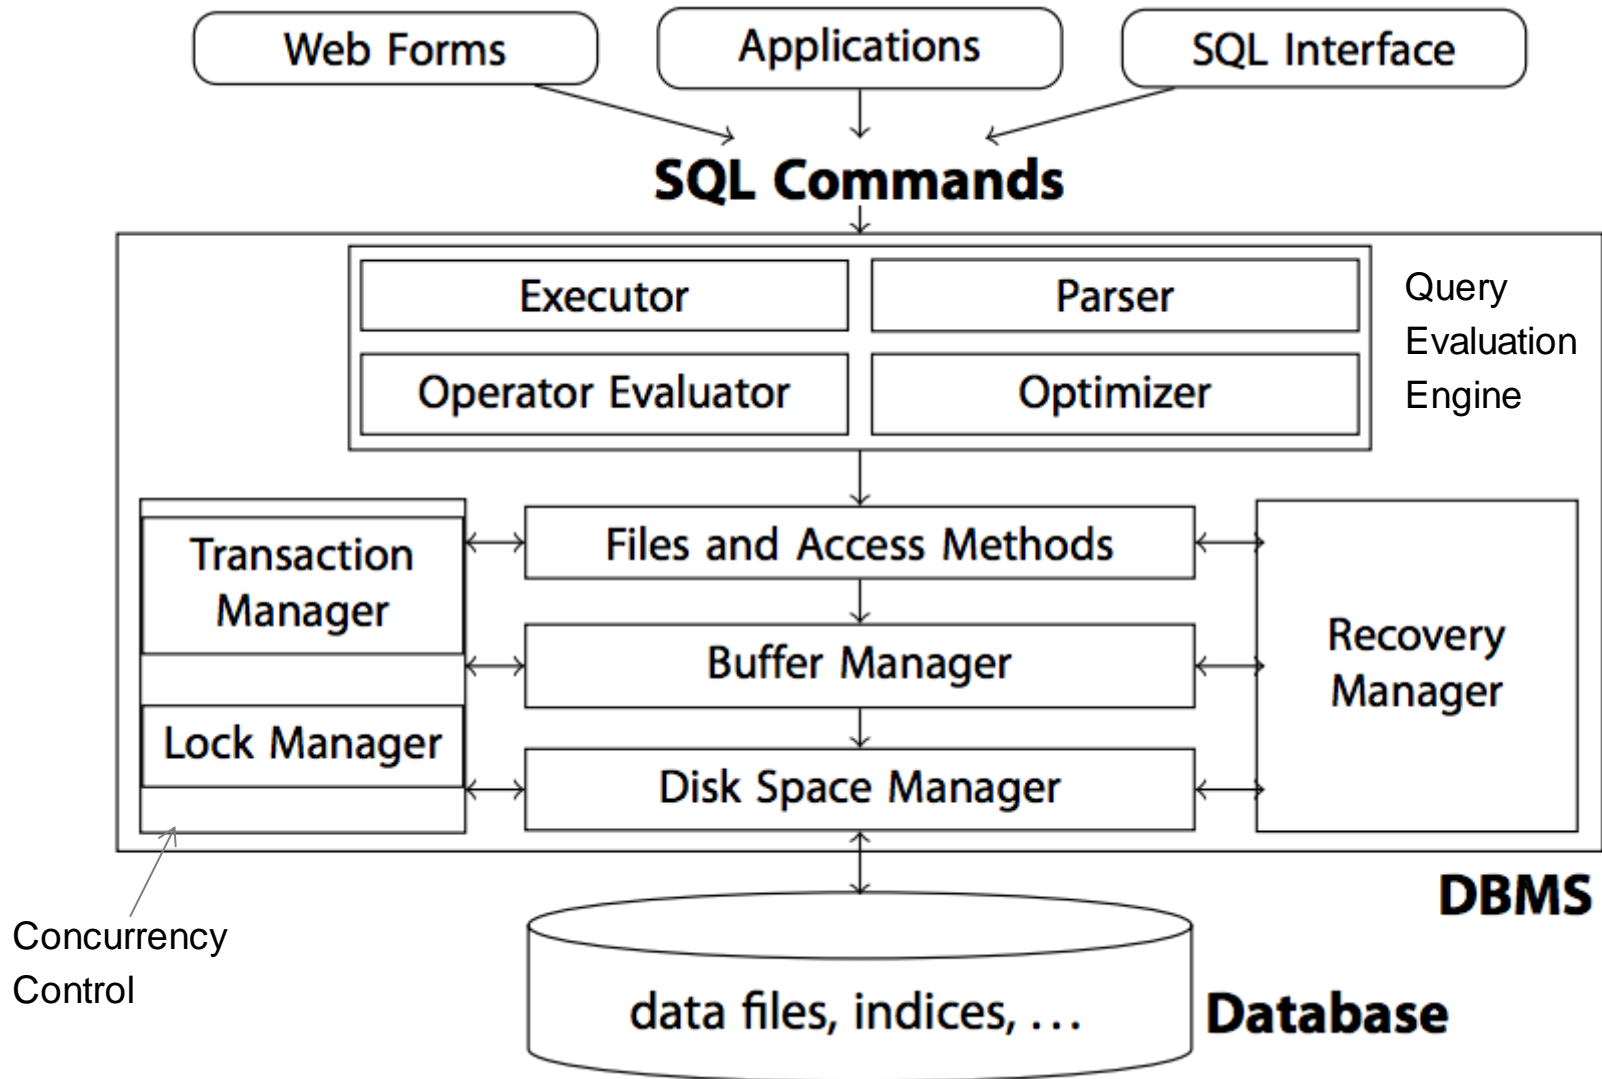 Web Forms
Applications
SQL Interface
SQL Commands
Executor
Parser
Operator Evaluator
Optimizer
Query
Evaluation
Engine
Transaction
Manager
Lock Manager
Files and Access Methods
Buffer Manager
Disk Space Manager
Recovery
Manager
DBMS
Concurrency
Control
data files, indices, ...
Database